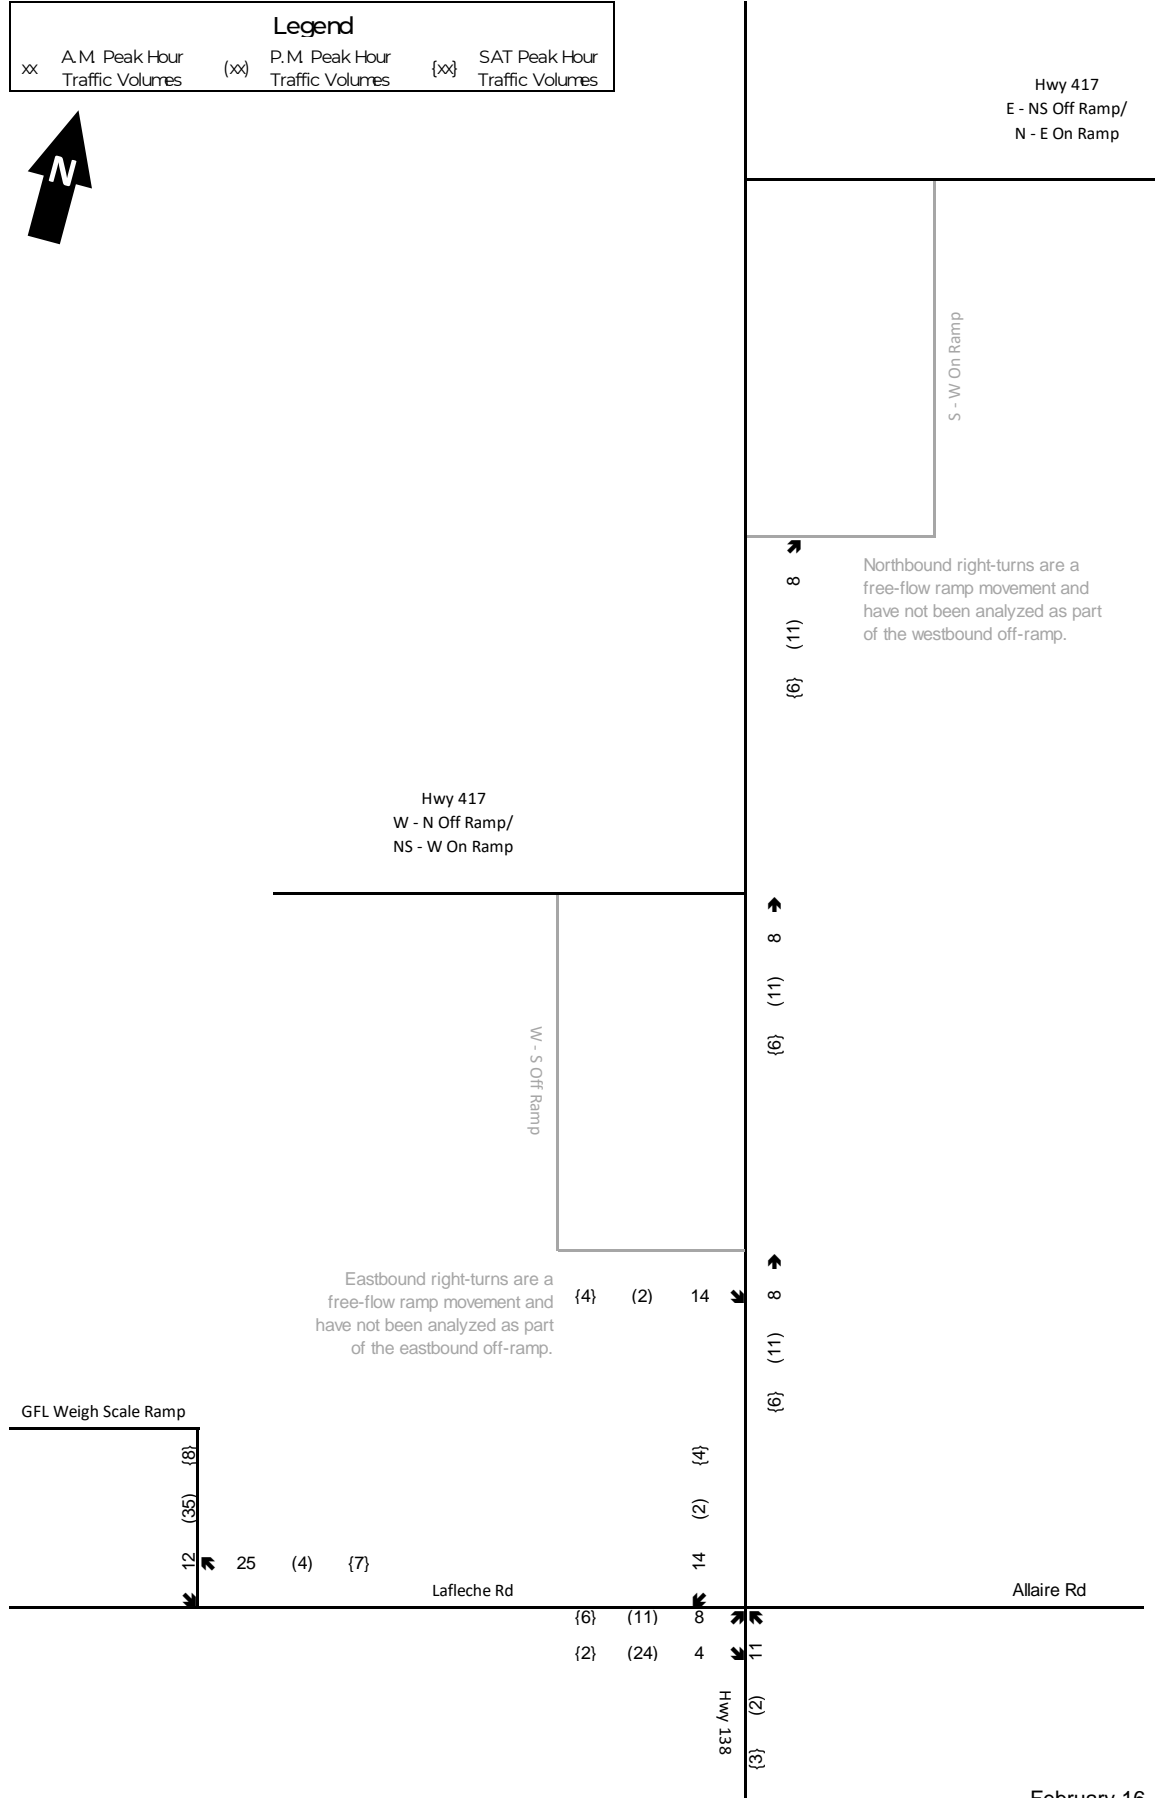 Legend
xx A.M. Peak Hour Traffic Volumes
(xx) P.M. Peak Hour Traffic Volumes
{xx} SAT Peak Hour Traffic Volumes
N
Hwy 417
E - NS Off Ramp/
N - E On Ramp
S - W On Ramp
8
(11)
{6}
Northbound right-turns are a
free-flow ramp movement and
have not been analyzed as part
of the westbound off-ramp.
Hwy 417
W - N Off Ramp/
NS - W On Ramp
8
(11)
{6}
W - S Off Ramp
Eastbound right-turns are a
free-flow ramp movement and
have not been analyzed as part
of the eastbound off-ramp.
{4} (2) 14
8
(11)
{6}
GFL Weigh Scale Ramp
{8}
(35)
12
25 (4) {7}
{4}
(2)
14
Lafleche Rd
Allaire Rd
{6} (11) 8
{2} (24) 4
11
(2)
{3}
Hwy 138
February 16